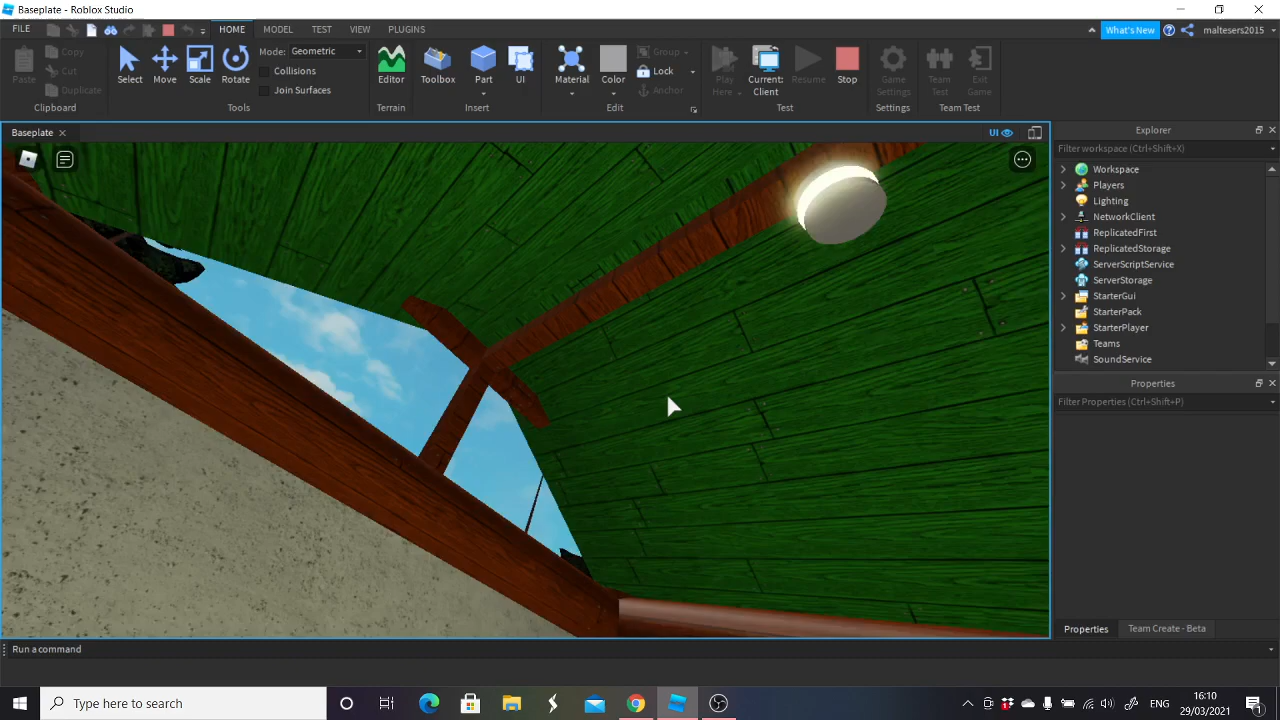 Baseplate - Roblox Studio
FILE HOME MODEL TEST VIEW PLUGINS What's New maltesers2015
Paste Copy Cut Duplicate Clipboard
Select Move Scale Rotate Mode: Geometric Collisions Join Surfaces Tools
Editor Terrain
Toolbox Part UI Insert
Material Color Group Lock Anchor Edit
Play Here Current: Client Resume Stop Test
Game Settings Settings
Team Test Exit Game Team Test
Baseplate UI
Explorer
Filter workspace (Ctrl+Shift+X)
Workspace
Players
Lighting
NetworkClient
ReplicatedFirst
ReplicatedStorage
ServerScriptService
ServerStorage
StarterGui
StarterPack
StarterPlayer
Teams
SoundService
Properties
Filter Properties (Ctrl+Shift+P)
Properties Team Create - Beta
Run a command
Type here to search
ENG
16:10
29/03/2021